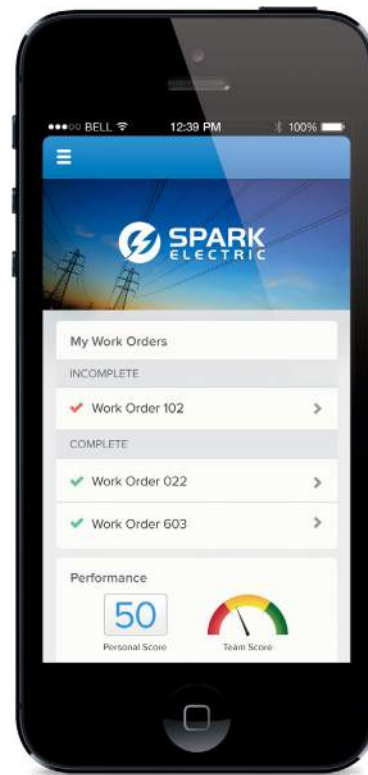 BELL 12:39 PM 100%
SPARK
ELECTRIC
My Work Orders
INCOMPLETE
Work Order 102
COMPLETE
Work Order 022
Work Order 603
Performance
50
Personal Score Team Score